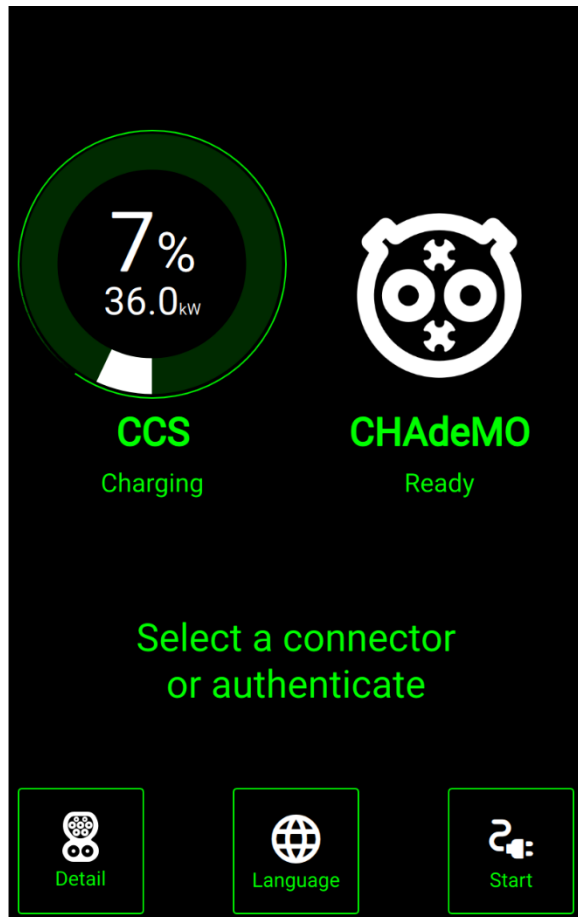 7%
36.0kW
CCS
Charging
CHAdeMO
Ready
Select a connector
or authenticate
Detail
Language
Start